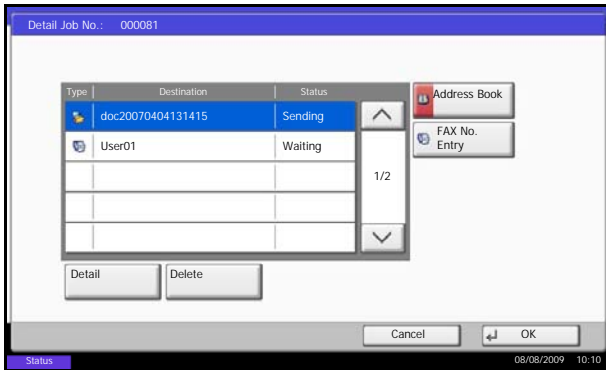 Detail Job No.: 000081
Type Destination Status
doc20070404131415 Sending
User01 Waiting
1/2
Address Book
FAX No.
Entry
Detail Delete
Cancel OK
Status 08/08/2009 10:10